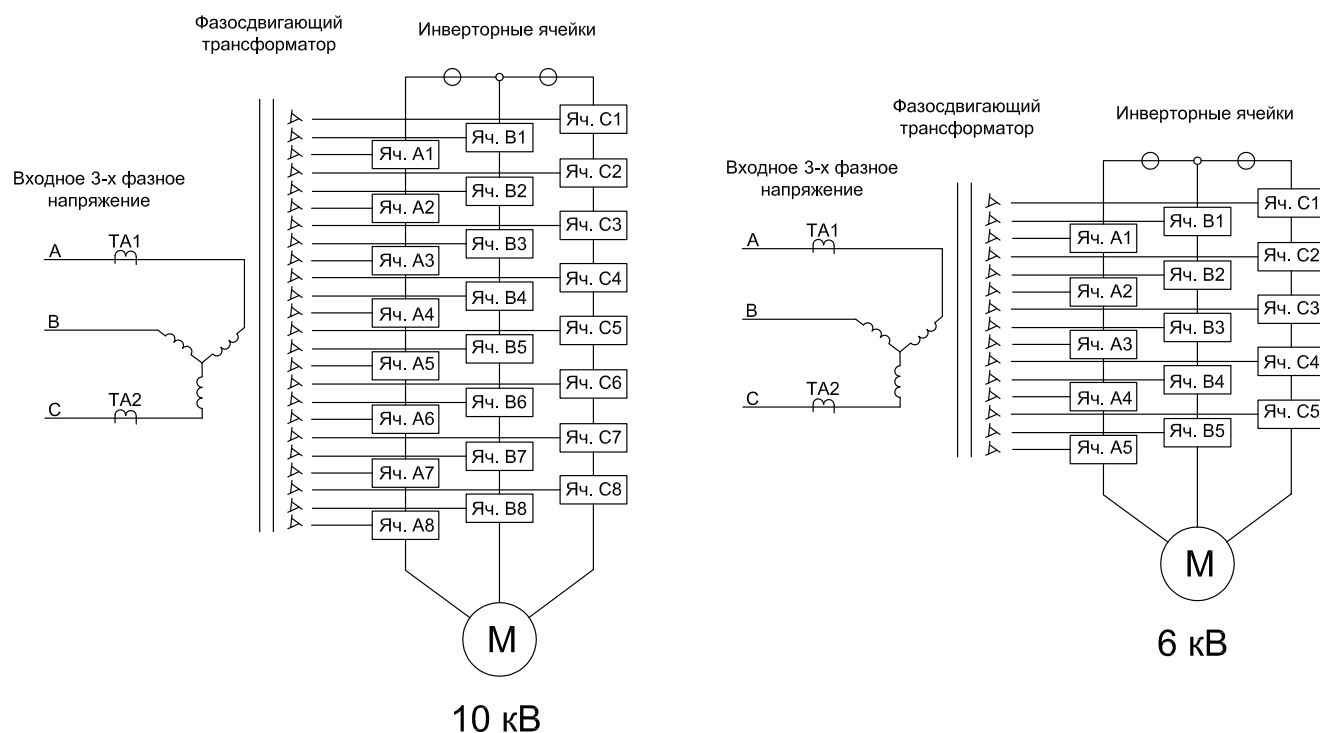 Фазосдвигающий
трансформатор
Инверторные ячейки
Входное 3-х фазное
напряжение
A
TA1
B
C
TA2
Яч. C1
Яч. B1
Яч. A1
Яч. C2
Яч. B2
Яч. A2
Яч. C3
Яч. B3
Яч. A3
Яч. C4
Яч. B4
Яч. A4
Яч. C5
Яч. B5
Яч. A5
Яч. C6
Яч. B6
Яч. A6
Яч. C7
Яч. B7
Яч. A7
Яч. C8
Яч. B8
Яч. A8
M
10 кВ
Фазосдвигающий
трансформатор
Инверторные ячейки
Входное 3-х фазное
напряжение
A
TA1
B
C
TA2
Яч. C1
Яч. B1
Яч. A1
Яч. C2
Яч. B2
Яч. A2
Яч. C3
Яч. B3
Яч. A3
Яч. C4
Яч. B4
Яч. A4
Яч. C5
Яч. B5
Яч. A5
M
6 кВ